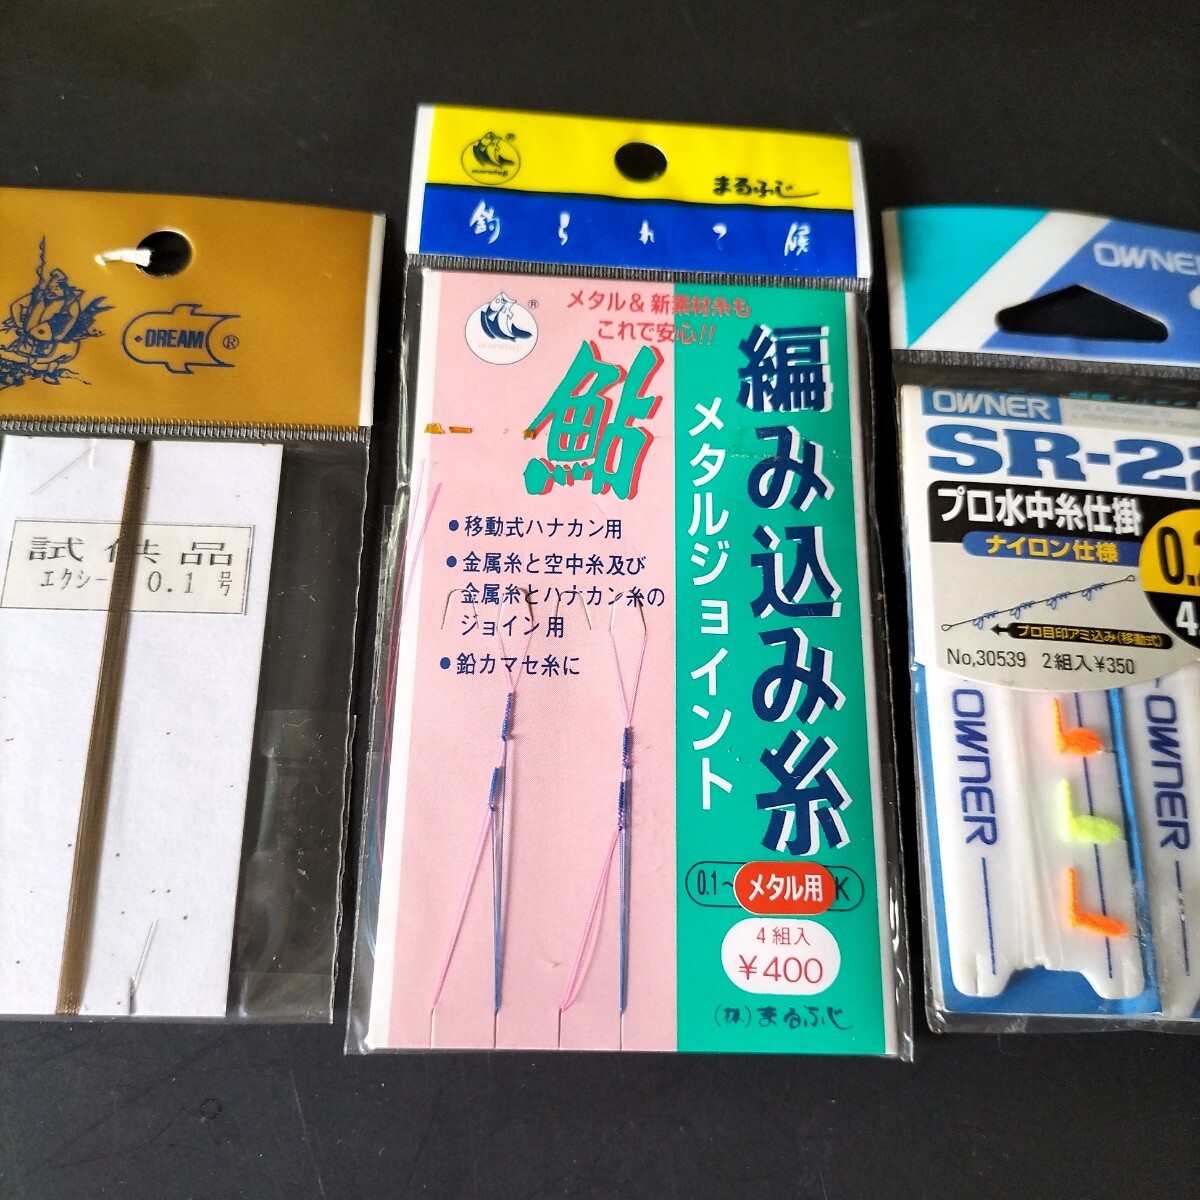 DREAM ®
試供品
エクシー 0.1号
®
marufuji
まるふじ
釣られて候
®
marufuji
メタル&新素材糸も
これで安心!!
鮎
編み込み糸
メタルジョイント
●移動式ハナカン用
●金属糸と空中糸及び
金属糸とハナカン糸の
ジョイン用
●鉛カマセ糸に
0.1~
メタル用
K
4組入
¥400
(株)まるふじ
OWNER
OWNER
SR-22
プロ水中糸仕掛
ナイロン仕様
0.2
4
プロ目印アミ込み(移動式)
No,30539 2組入¥350
OWNER
OWNER